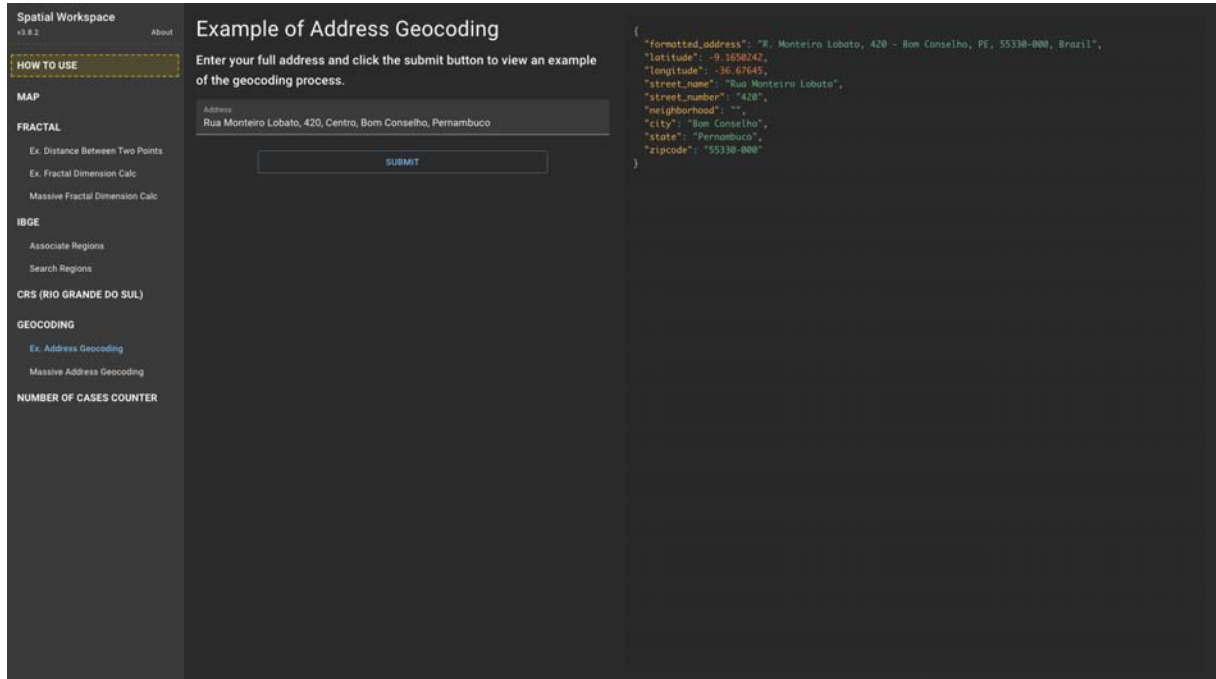 Spatial Workspace
v3.8.2 About
HOW TO USE
MAP
FRACTAL
Ex. Distance Between Two Points
Ex. Fractal Dimension Calc
Massive Fractal Dimension Calc
IBGE
Associate Regions
Search Regions
CRS (RIO GRANDE DO SUL)
GEOCODING
Ex. Address Geocoding
Massive Address Geocoding
NUMBER OF CASES COUNTER
Example of Address Geocoding
Enter your full address and click the submit button to view an example
of the geocoding process.
Address
Rua Monteiro Lobato, 420, Centro, Bom Conselho, Pernambuco
SUBMIT
{
"formatted_address": "R. Monteiro Lobato, 420 - Bom Conselho, PE, 55330-000, Brazil",
"latitude": -9.1650242,
"longitude": -36.67645,
"street_name": "Rua Monteiro Lobato",
"street_number": "420",
"neighborhood": "",
"city": "Bom Conselho",
"state": "Pernambuco",
"zipcode": "55330-000"
}